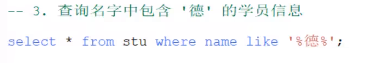 -- 3. 查询名字中包含 '德' 的学员信息
select * from stu where name like '%德%';